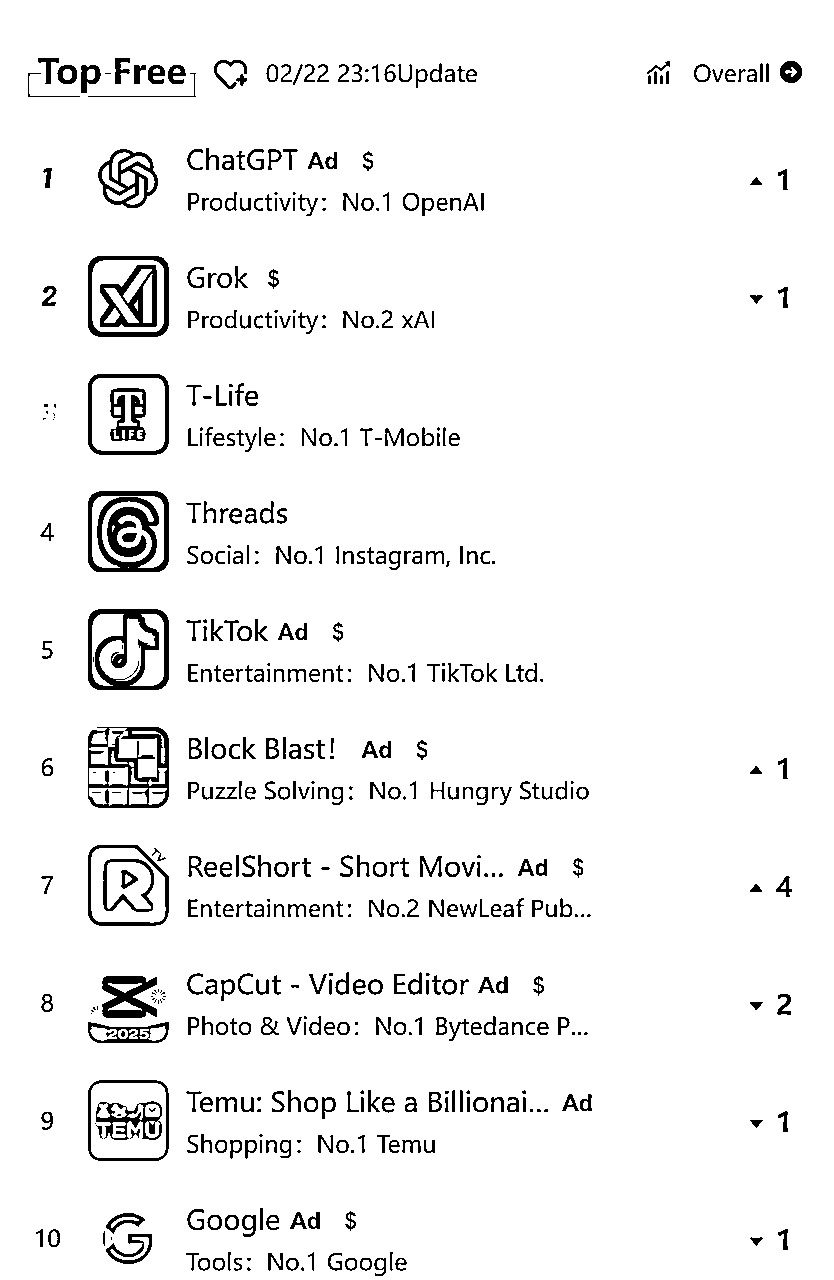 Top Free 02/22 23:16Update Overall
1 ChatGPT Ad $ ▲ 1
Productivity: No.1 OpenAI
2 Grok $ ▼ 1
Productivity: No.2 xAI
T-Life
T LIFE
Lifestyle: No.1 T-Mobile
4 Threads
Social: No.1 Instagram, Inc.
5 TikTok Ad $
Entertainment: No.1 TikTok Ltd.
6 Block Blast! Ad $ ▲ 1
Puzzle Solving: No.1 Hungry Studio
TV
7 ReelShort - Short Movi... Ad $ ▲ 4
Entertainment: No.2 NewLeaf Pub...
8 CapCut - Video Editor Ad $ ▼ 2
2025 Photo & Video: No.1 Bytedance P...
9 Temu: Shop Like a Billionai... Ad ▼ 1
TEMU
Shopping: No.1 Temu
10 Google Ad $ ▼ 1
Tools: No.1 Google